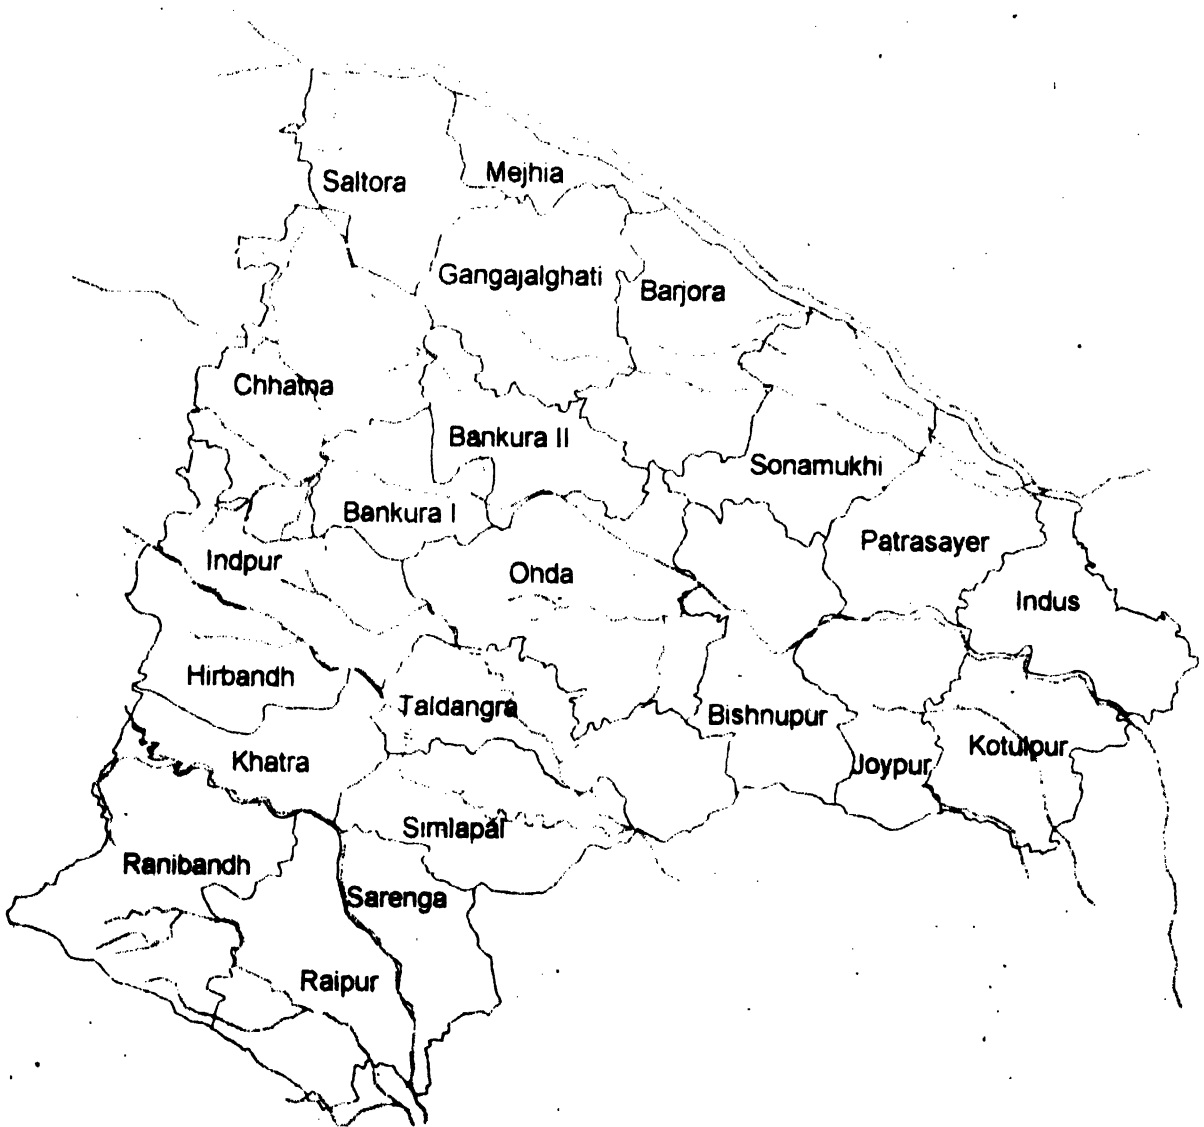 Saltora
Mejhia
Gangajalghati
Barjora
Chhatna
Bankura II
Sonamukhi
Bankura I
Patrasayer
Indpur
Onda
Indus
Hirbandh
Taldangra
Bishnupur
Kotulpur
Khatra
Joypur
Simlapal
Ranibandh
Sarenga
Raipur